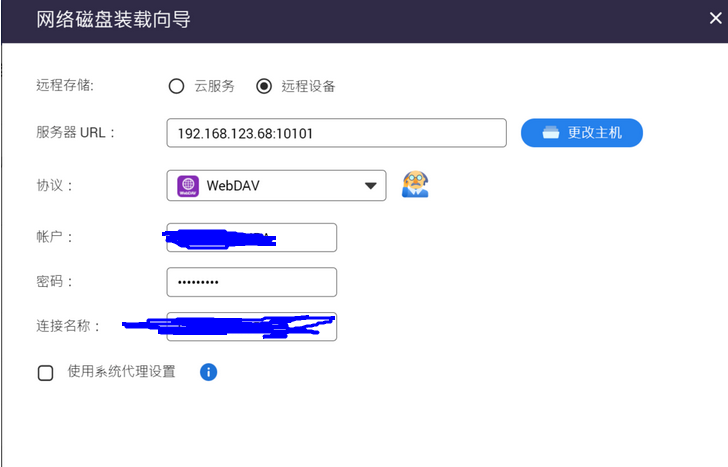 网络磁盘装载向导
远程存储: 云服务 远程设备
服务器 URL： 192.168.123.68:10101 更改主机
协议： WebDAV WebDAV
帐户：
密码： •••••••••
连接名称：
使用系统代理设置